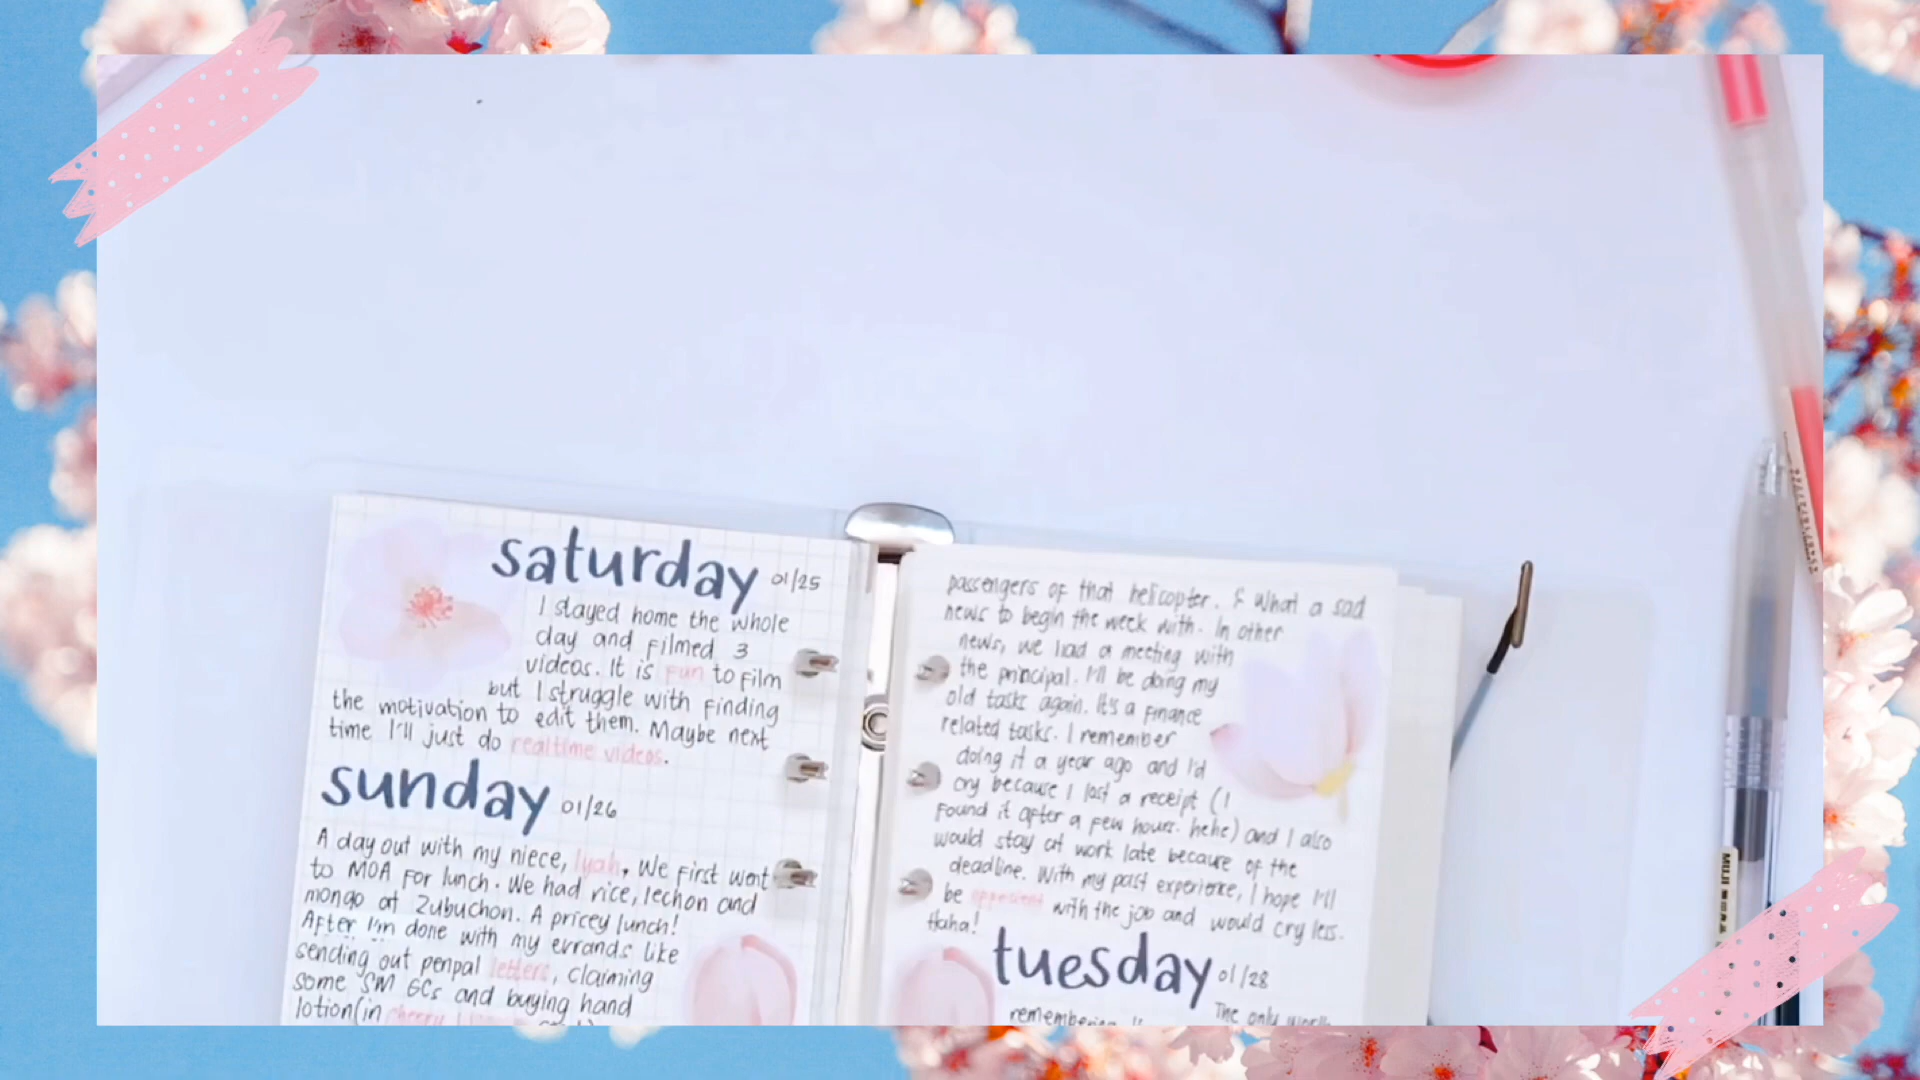 saturday 01/25
I stayed home the whole
day and filmed 3
videos. It is fun to film
but I struggle with finding
the motivation to edit them. Maybe next
time I'll just do realtime videos.
sunday 01/26
A day out with my niece, Iyah. We first went
to MOA for lunch. We had rice, lechon and
mongo at Zubuchon. A pricey lunch!
After I'm done with my errands like
sending out penpal letters, claiming
some SM GCs and buying hand
lotion(in cherry
passengers of that helicopter. What a sad
news to begin the week with. In other
news, we had a meeting with
the principal. I'll be doing my
old tasks again. It's a finance
related tasks. I remember
doing it a year ago and I'd
cry because I lost a receipt (I
found it after a few hours. hehe) and I also
would stay at work late because of the
deadline. With my past experience, I hope I'll
be with the job and would cry less.
Haha!
tuesday 01/28
The only
MUJI